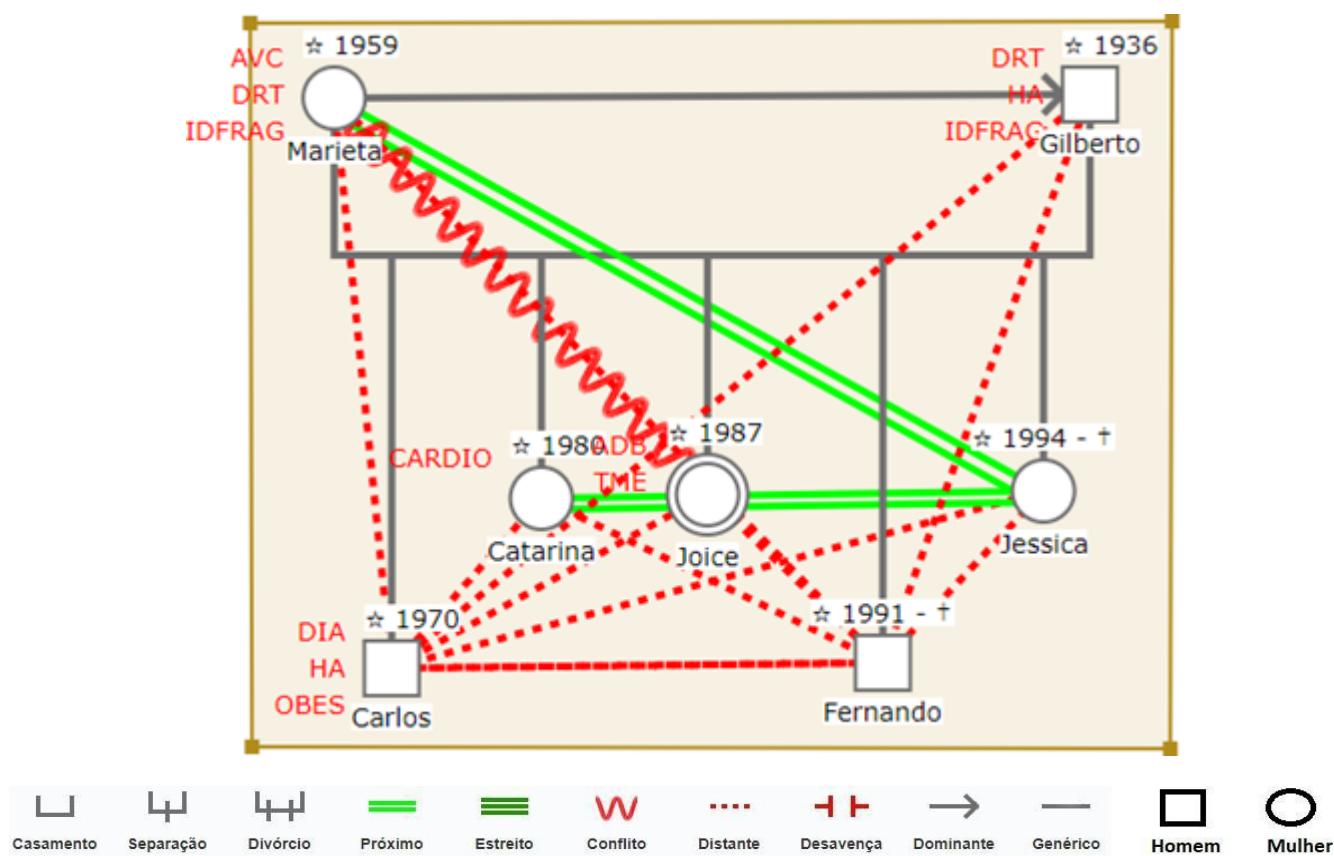 ☆ 1959
☆ 1936
AVC
DRT
DRT
HA
IDFRAG
IDFRAG
Marieta
Gilberto
☆ 1987
☆ 1994 - †
☆ 1980
ADB
CARDIO
TME
Catarina
Joice
Jessica
☆ 1970
☆ 1991 - †
DIA
HA
OBES
Carlos
Fernando
Casamento Separação Divórcio Próximo Estreito Conflito Distante Desavença Dominante Genérico Homem Mulher